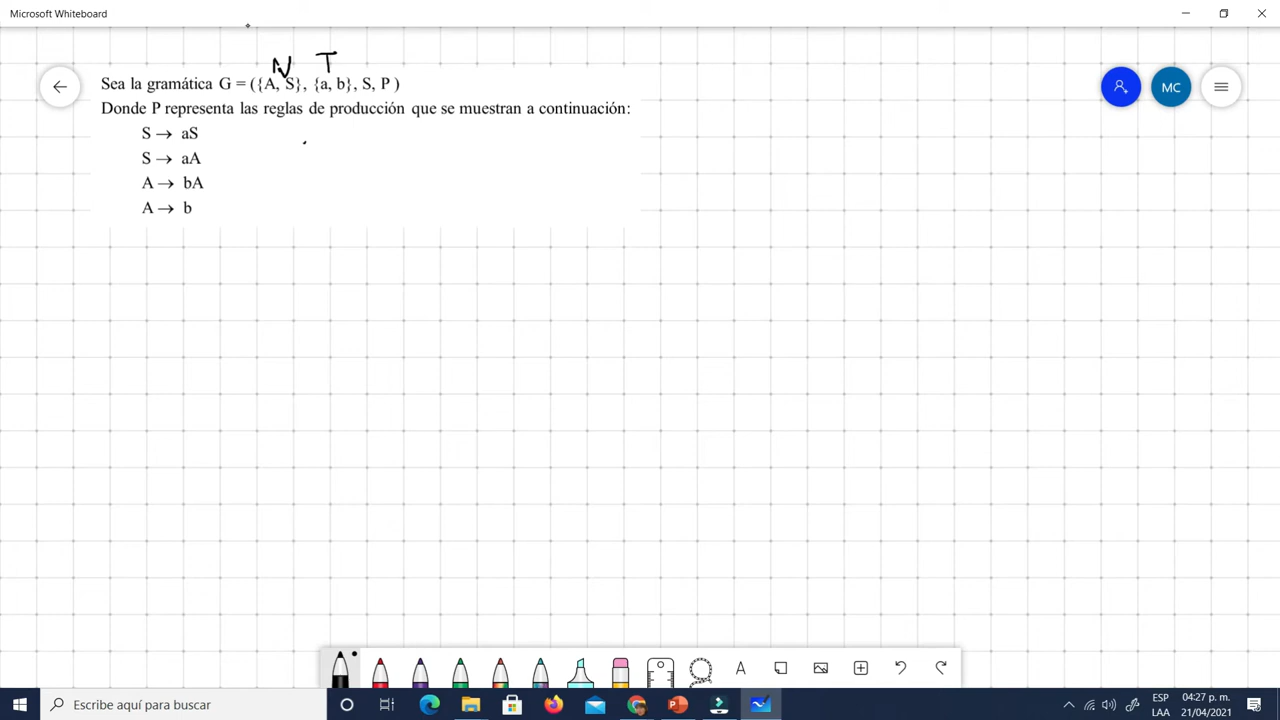 Microsoft Whiteboard
N T
Sea la gramática G = ({A, S}, {a, b}, S, P )
MC
Donde P representa las reglas de producción que se muestran a continuación:
S → aS
S → aA
A → bA
A → b
A
Escribe aquí para buscar
ESP
LAA
04:27 p. m.
21/04/2021